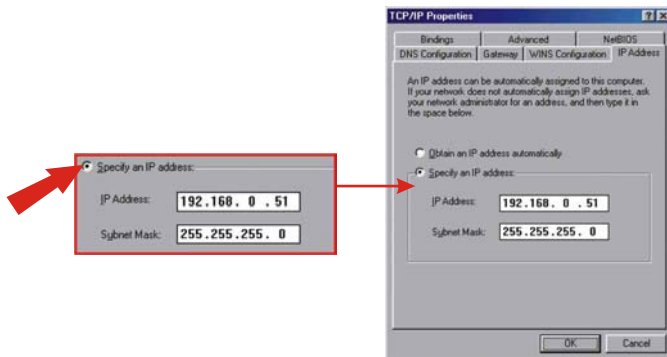 Specify an IP address:
IP Address:
192.168. 0 .51
Subnet Mask:
255.255.255. 0
TCP/IP Properties
Bindings
Advanced
NetBIOS
DNS Configuration
Gateway
WINS Configuration
IP Address
An IP address can be automatically assigned to this computer.
If your network does not automatically assign IP addresses, ask
your network administrator for an address, and then type it in
the space below.
Obtain an IP address automatically
Specify an IP address:
IP Address:
192.168. 0 .51
Subnet Mask:
255.255.255. 0
OK
Cancel